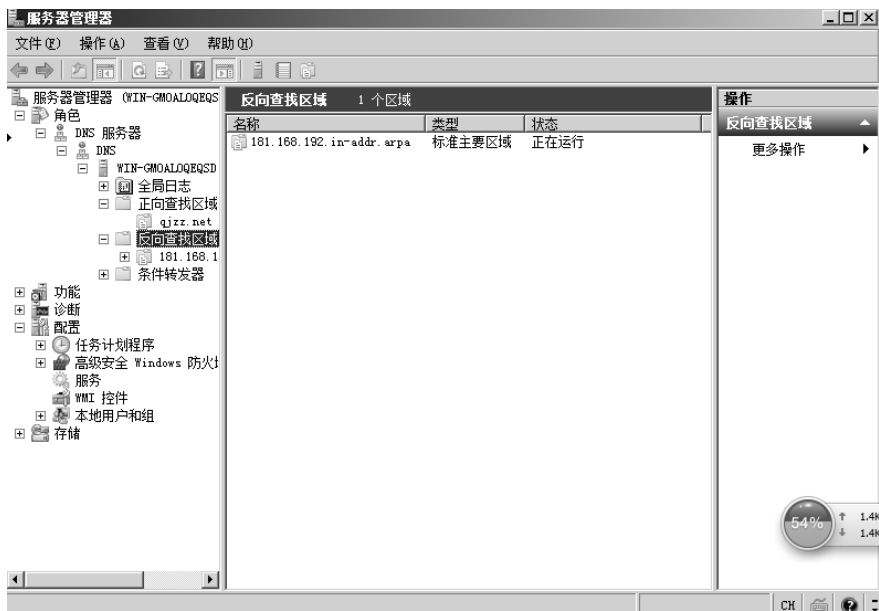 服务器管理器
文件(F) 操作(A) 查看(V) 帮助(H)
服务器管理器 (WIN-GMOALOQEQS
角色
DNS 服务器
DNS
WIN-GMOALOQEQSD
全局日志
正向查找区域
qjzz.net
反向查找区域
181.168.1
条件转发器
功能
诊断
配置
任务计划程序
高级安全 Windows 防火墙
服务
WMI 控件
本地用户和组
存储
反向查找区域 1 个区域
名称 类型 状态
181.168.192.in-addr.arpa 标准主要区域 正在运行
操作
反向查找区域
更多操作
54%
1.4K
1.4K
CH